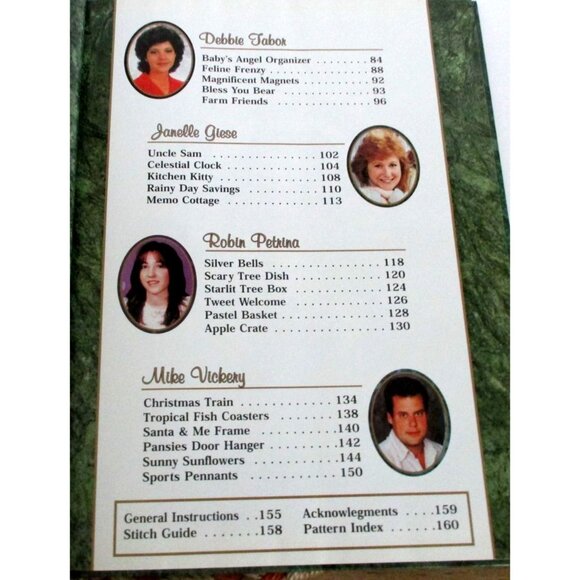 Debbie Tabor
Baby's Angel Organizer . . . . . . . . 84
Feline Frenzy . . . . . . . . . . . . . . . 88
Magnificent Magnets . . . . . . . . . . 92
Bless You Bear . . . . . . . . . . . . . . 93
Farm Friends . . . . . . . . . . . . . . . 96
Janelle Giese
Uncle Sam . . . . . . . . . . . . . . 102
Celestial Clock . . . . . . . . . . . 104
Kitchen Kitty . . . . . . . . . . . . 108
Rainy Day Savings . . . . . . . . 110
Memo Cottage . . . . . . . . . . . 113
Robin Petrina
Silver Bells . . . . . . . . . . . . . . 118
Scary Tree Dish . . . . . . . . . . 120
Starlit Tree Box . . . . . . . . . . 124
Tweet Welcome . . . . . . . . . . 126
Pastel Basket . . . . . . . . . . . . 128
Apple Crate . . . . . . . . . . . . . 130
Mike Vickery
Christmas Train . . . . . . . . . . 134
Tropical Fish Coasters . . . . . . 138
Santa & Me Frame . . . . . . . . . 140
Pansies Door Hanger . . . . . . . 142
Sunny Sunflowers . . . . . . . . . 144
Sports Pennants . . . . . . . . . . 150
General Instructions . .155
Stitch Guide . . . . . . . .158
Acknowlegments . . . .159
Pattern Index . . . . . .160